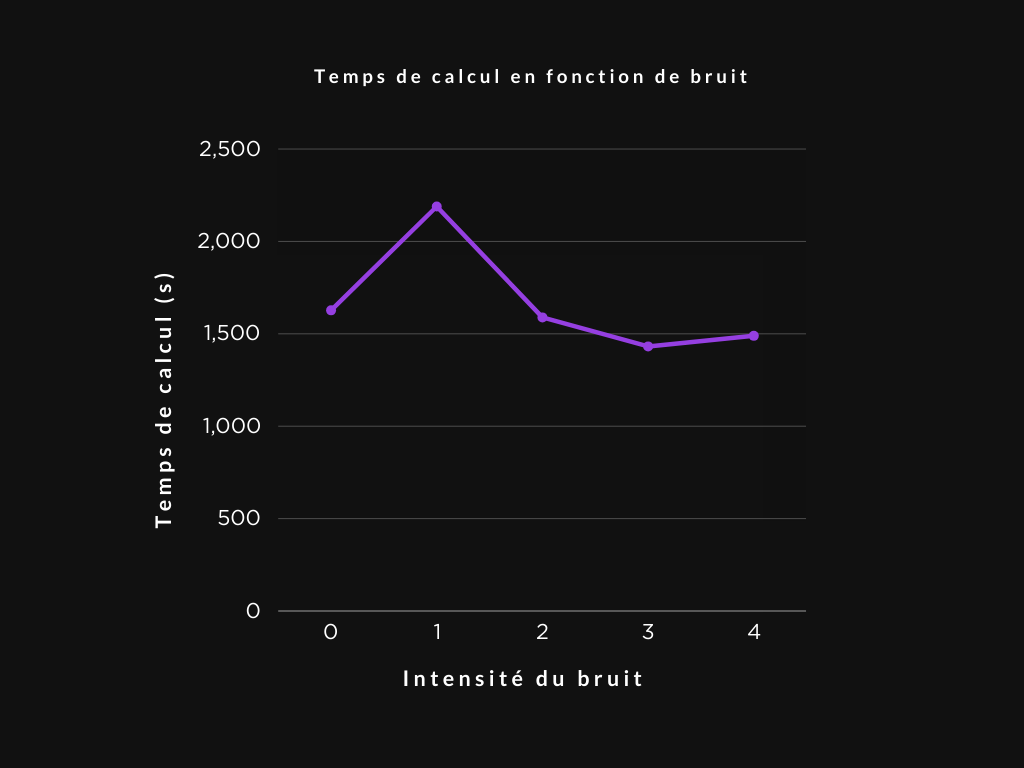 Temps de calcul en fonction de bruit
2,500
2,000
1,500
1,000
500
0
Temps de calcul (s)
0 1 2 3 4
Intensité du bruit